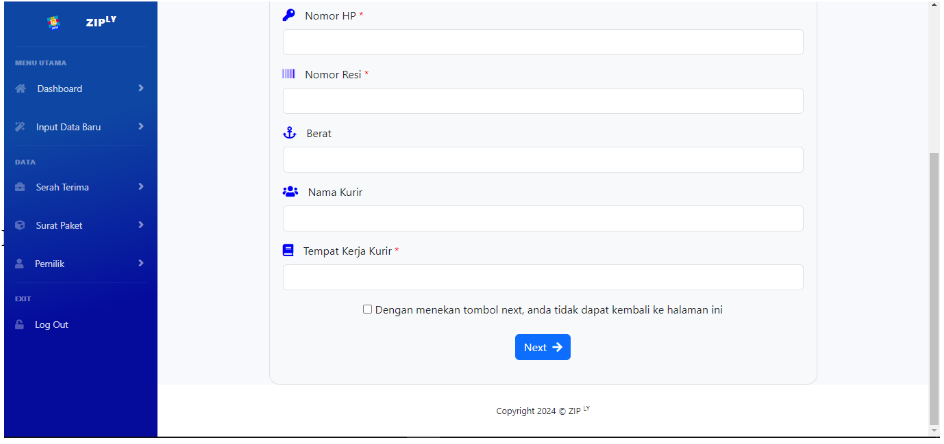 ZIPLY
MENU UTAMA
Dashboard
Input Data Baru
DATA
Serah Terima
Surat Paket
Pemilik
EXIT
Log Out
Nomor HP *
Nomor Resi *
Berat
Nama Kurir
Tempat Kerja Kurir *
Dengan menekan tombol next, anda tidak dapat kembali ke halaman ini
Next →
Copyright 2024 © ZIP LY